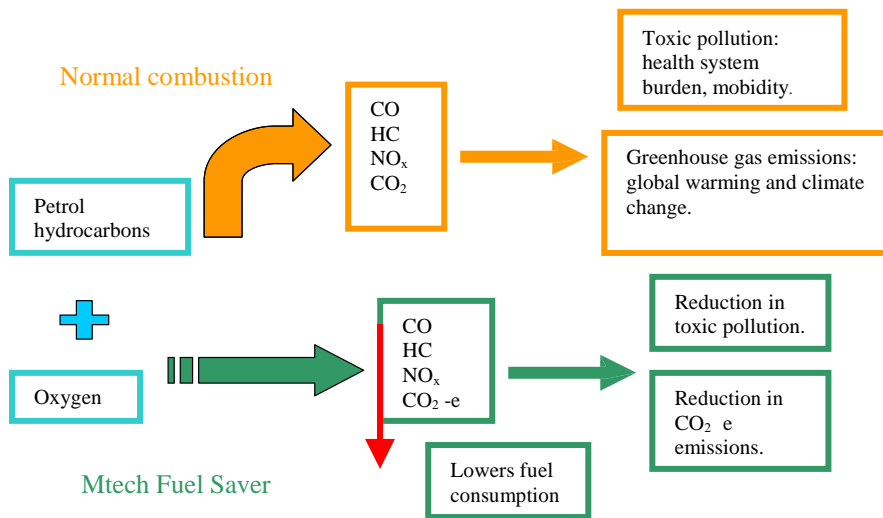 Normal combustion
Petrol
hydrocarbons
Oxygen
CO
HC
NOₓ
CO₂
Toxic pollution:
health system
burden, mobidity.
Greenhouse gas emissions:
global warming and climate
change.
Mtech Fuel Saver
CO
HC
NOₓ
CO₂ -e
Lowers fuel
consumption
Reduction in
toxic pollution.
Reduction in
CO₂ e
emissions.